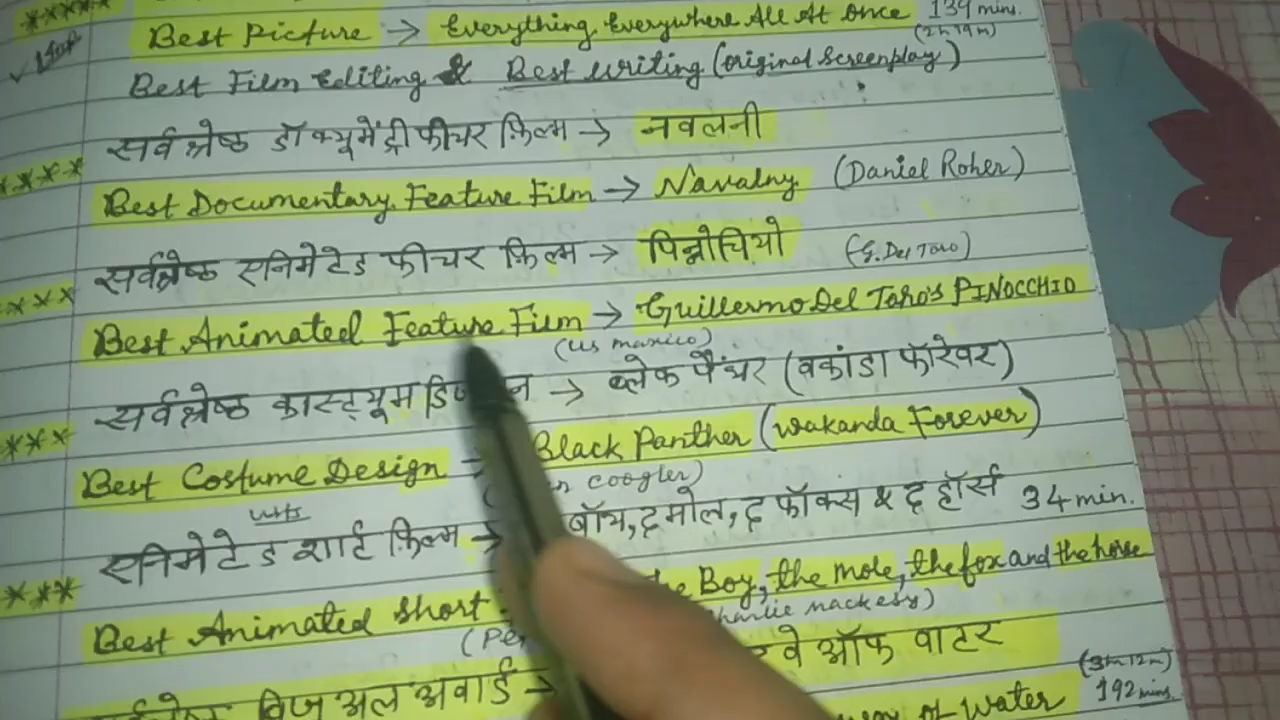 ***** Best Picture → Everything Everywhere All At Once 139 mins.
(2h 19m)
Best Film Editing & Best writing (original Screenplay)
सर्वश्रेष्ठ डॉक्यूमेंट्री फीचर फ़िल्म → नवलनी
**** Best Documentary Feature Film → Navalny (Daniel Roher)
सर्वश्रेष्ठ एनिमेटेड फीचर फ़िल्म → पिन्नोचियो (G. Del Toro)
*** Best Animated Feature Film → Guillermo Del Toro's PINOCCHIO
(US mexico)
सर्वश्रेष्ठ कास्ट्यूम → ब्लेक पैंथर (वकांडा फॉरेवर)
*** Best Costume Design → Black Panther (Wakanda Forever)
coogler)
एनिमेटेड शार्ट फ़िल्म → बॉय, द मोल, द फॉक्स & द हॉर्स 34 min.
*** Best Animated Short Boy, the mole, the fox and the horse
mackesy)
विजुअल अवार्ड → वे ऑफ वाटर
(3h 12m)
of Water 192 mins